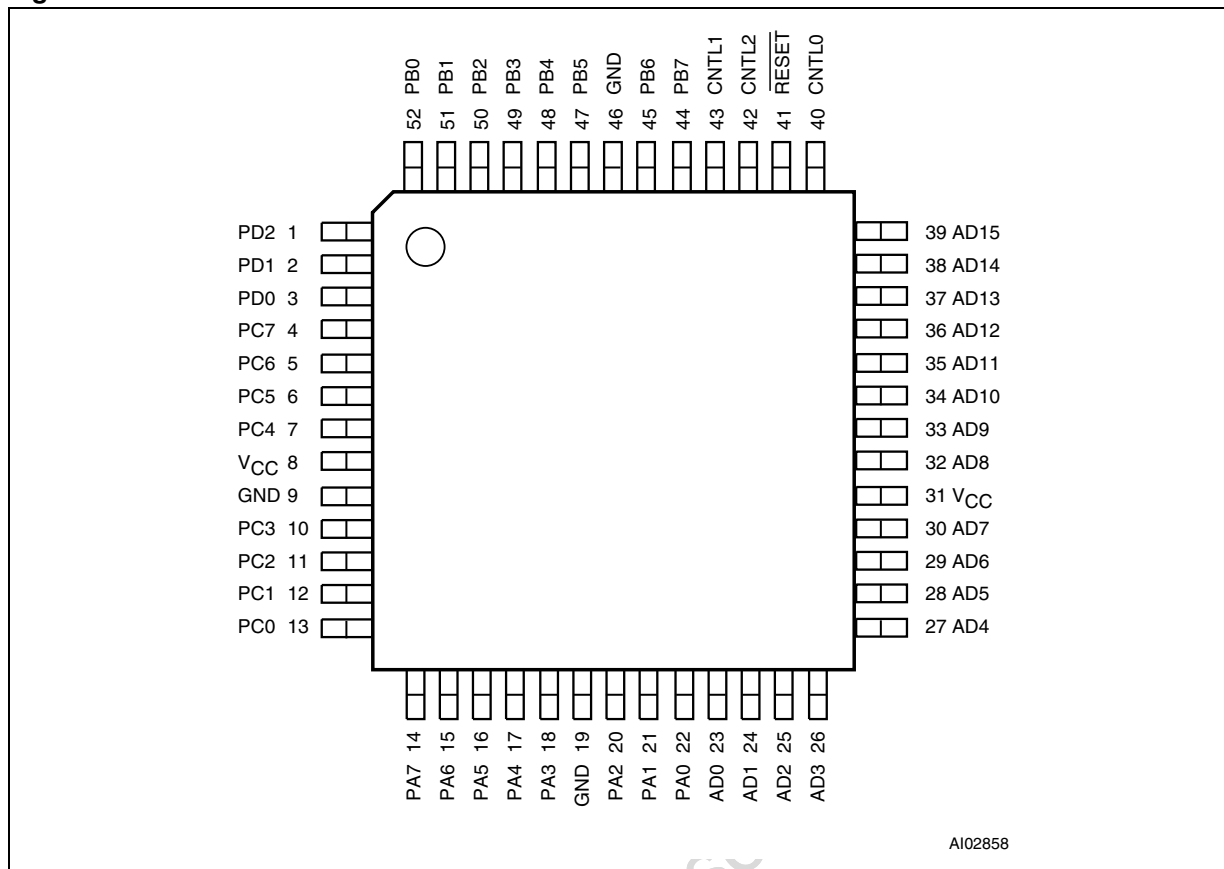 52 PB0
51 PB1
50 PB2
49 PB3
48 PB4
47 PB5
46 GND
45 PB6
44 PB7
43 CNTL1
42 CNTL2
41 RESET
40 CNTL0
PD2 1
PD1 2
PD0 3
PC7 4
PC6 5
PC5 6
PC4 7
VCC 8
GND 9
PC3 10
PC2 11
PC1 12
PC0 13
39 AD15
38 AD14
37 AD13
36 AD12
35 AD11
34 AD10
33 AD9
32 AD8
31 VCC
30 AD7
29 AD6
28 AD5
27 AD4
PA7 14
PA6 15
PA5 16
PA4 17
PA3 18
GND 19
PA2 20
PA1 21
PA0 22
AD0 23
AD1 24
AD2 25
AD3 26
AI02858